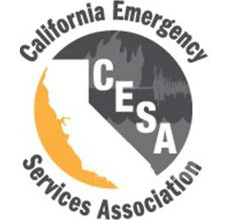 California Emergency
CESA
Services Association